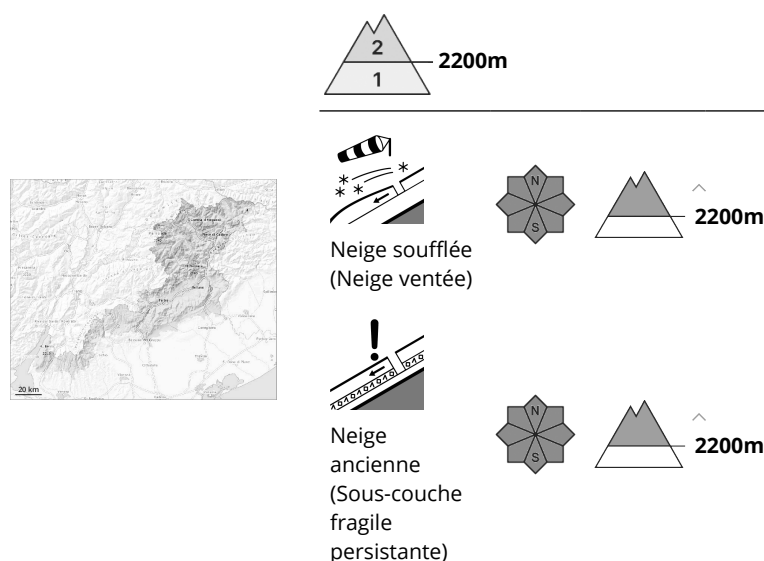 2
2200m
1
Neige soufflée
(Neige ventée)
N
S
2200m
20 km
Neige
ancienne
(Sous-couche
fragile
persistante)
N
S
2200m